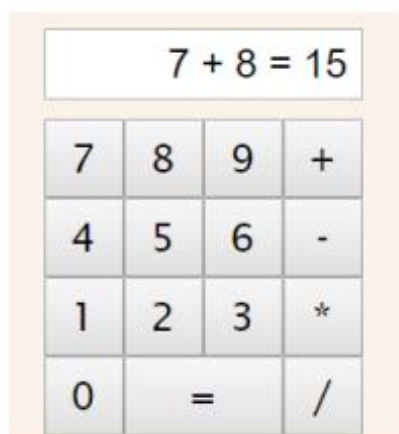 7 + 8 = 15
7 8 9 +
4 5 6 -
1 2 3 *
0 = /